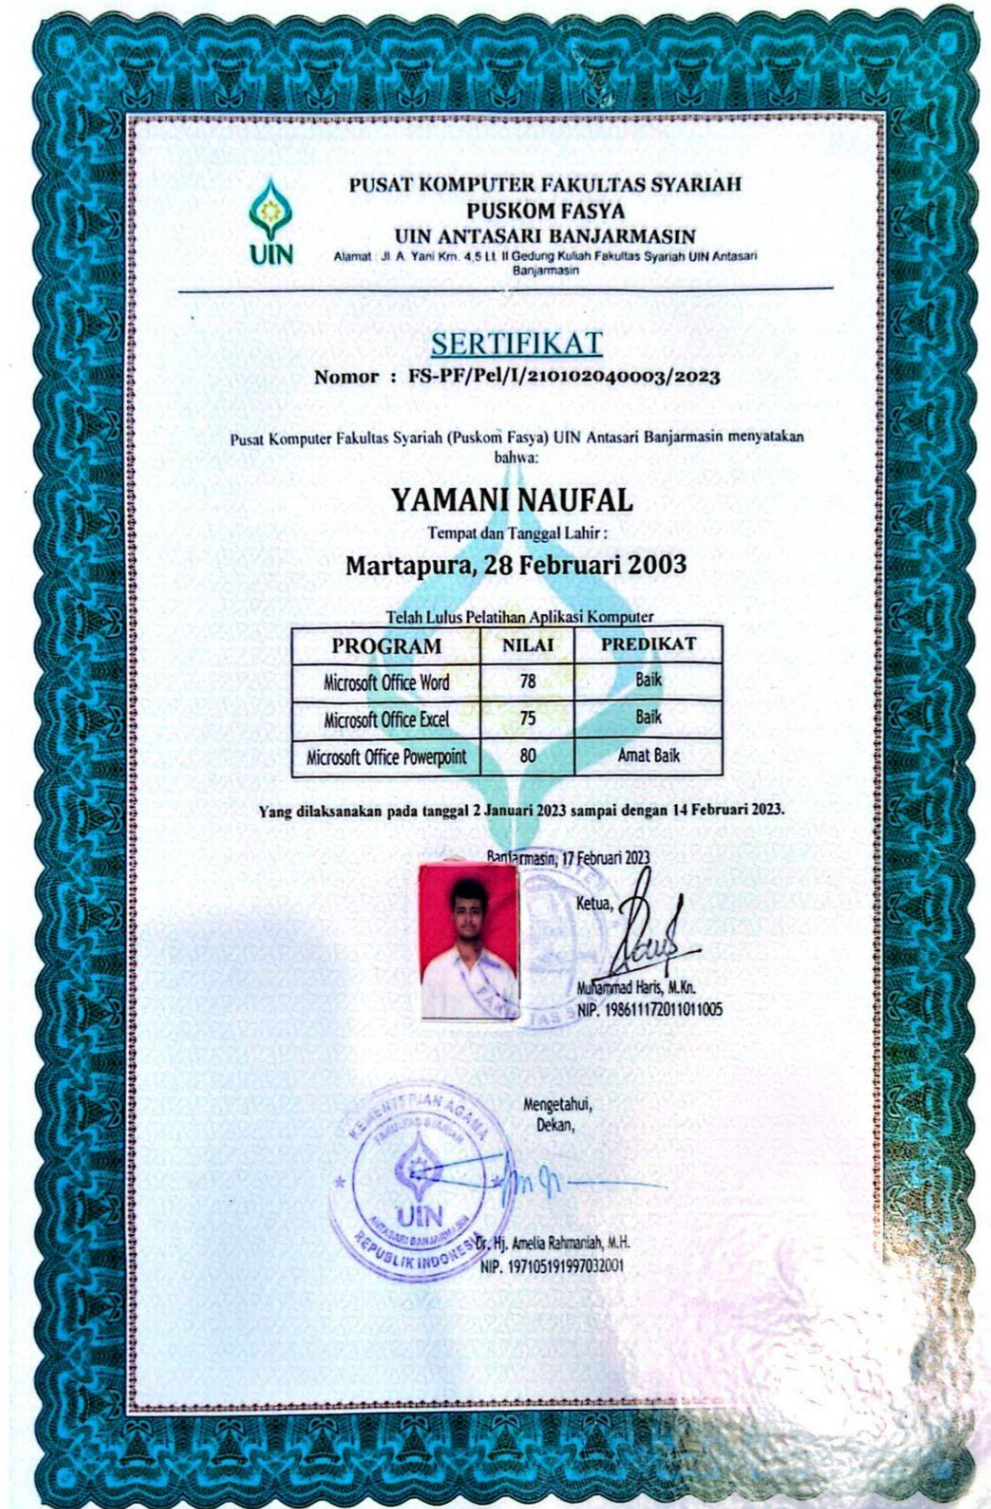 PUSAT KOMPUTER FAKULTAS SYARIAH
PUSKOM FASYA
UIN ANTASARI BANJARMASIN
UIN
Alamat : Jl. A. Yani Km. 4,5 Lt. II Gedung Kuliah Fakultas Syariah UIN Antasari
Banjarmasin
SERTIFIKAT
Nomor : FS-PF/Pel/I/210102040003/2023
Pusat Komputer Fakultas Syariah (Puskom Fasya) UIN Antasari Banjarmasin menyatakan
bahwa:
YAMANI NAUFAL
Tempat dan Tanggal Lahir :
Martapura, 28 Februari 2003
Telah Lulus Pelatihan Aplikasi Komputer
PROGRAM NILAI PREDIKAT
Microsoft Office Word 78 Baik
Microsoft Office Excel 75 Baik
Microsoft Office Powerpoint 80 Amat Baik
Yang dilaksanakan pada tanggal 2 Januari 2023 sampai dengan 14 Februari 2023.
Banjarmasin, 17 Februari 2023
Ketua,
Muhammad Haris, M.Kn.
NIP. 198611172011011005
Mengetahui,
Dekan,
KEMENTERIAN AGAMA
FAKULTAS SYARIAH
UIN
ANTASARI BANJARMASIN
REPUBLIK INDONESIA
Dr. Hj. Amelia Rahmaniah, M.H.
NIP. 197105191997032001